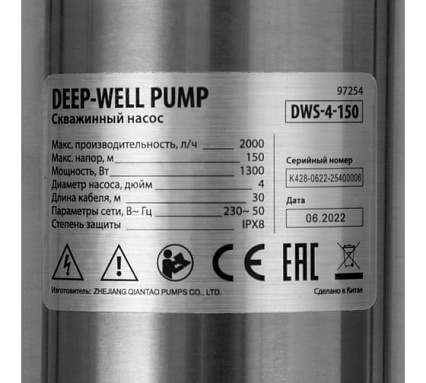 97254
DEEP-WELL PUMP
DWS-4-150
Скважинный насос
Макс. производительность, л/ч 2000
Макс. напор, м 150
Мощность, Вт 1300
Диаметр насоса, дюйм 4
Длина кабеля, м 30
Параметры сети, В~ Гц 230~ 50
Степень защиты IPX8
Серийный номер
K428-0622-25400006
Дата
06.2022
CE EAC
Изготовитель: ZHEJIANG QIANTAO PUMPS CO., LTD.
Сделано в Китае